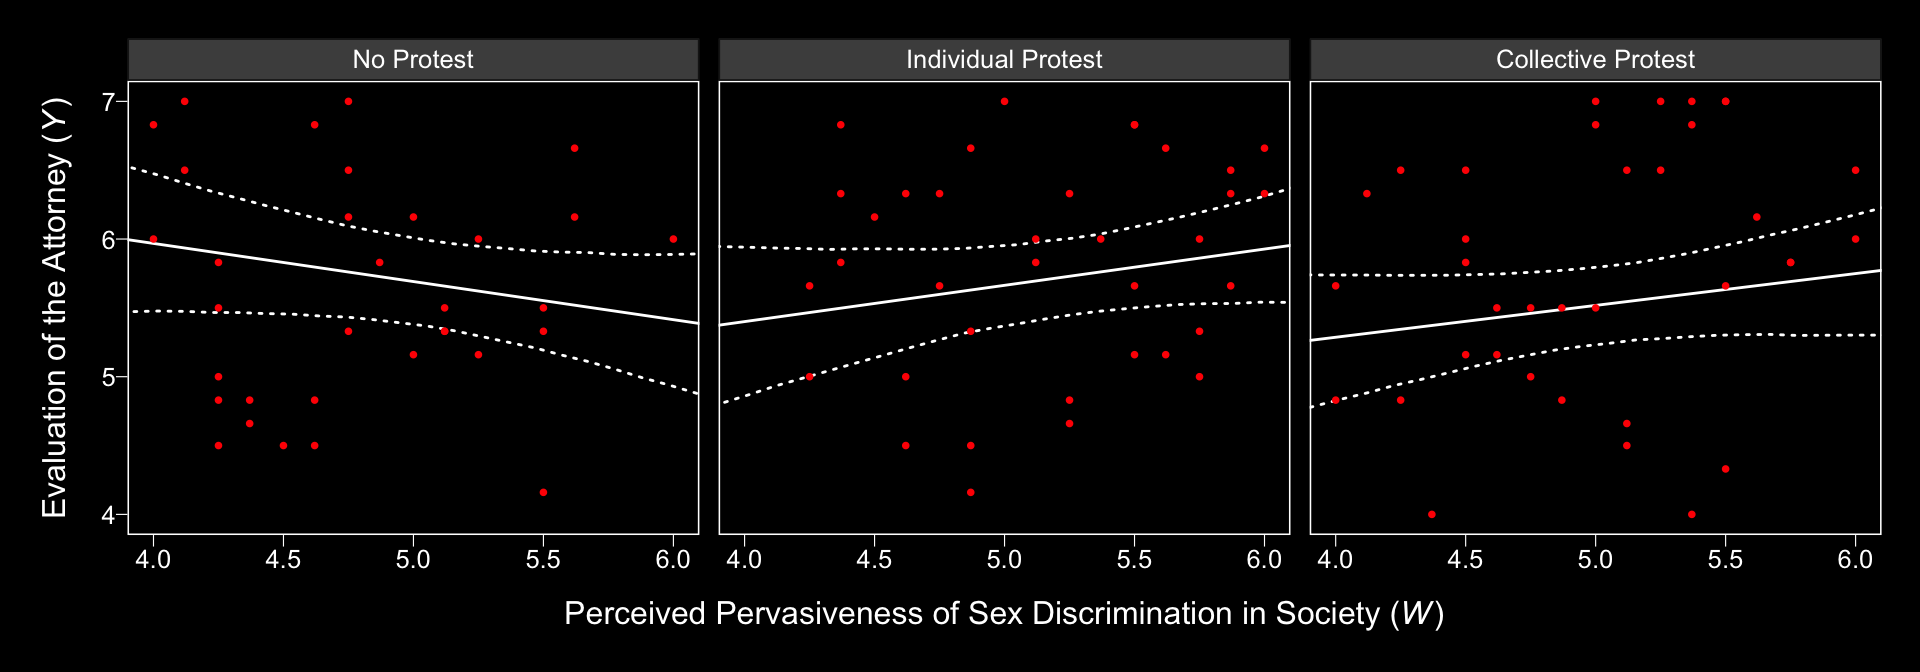 No Protest Individual Protest Collective Protest
Evaluation of the Attorney (Y)
7
6
5
4
4.0 4.5 5.0 5.5 6.0 4.0 4.5 5.0 5.5 6.0 4.0 4.5 5.0 5.5 6.0
Perceived Pervasiveness of Sex Discrimination in Society (W)